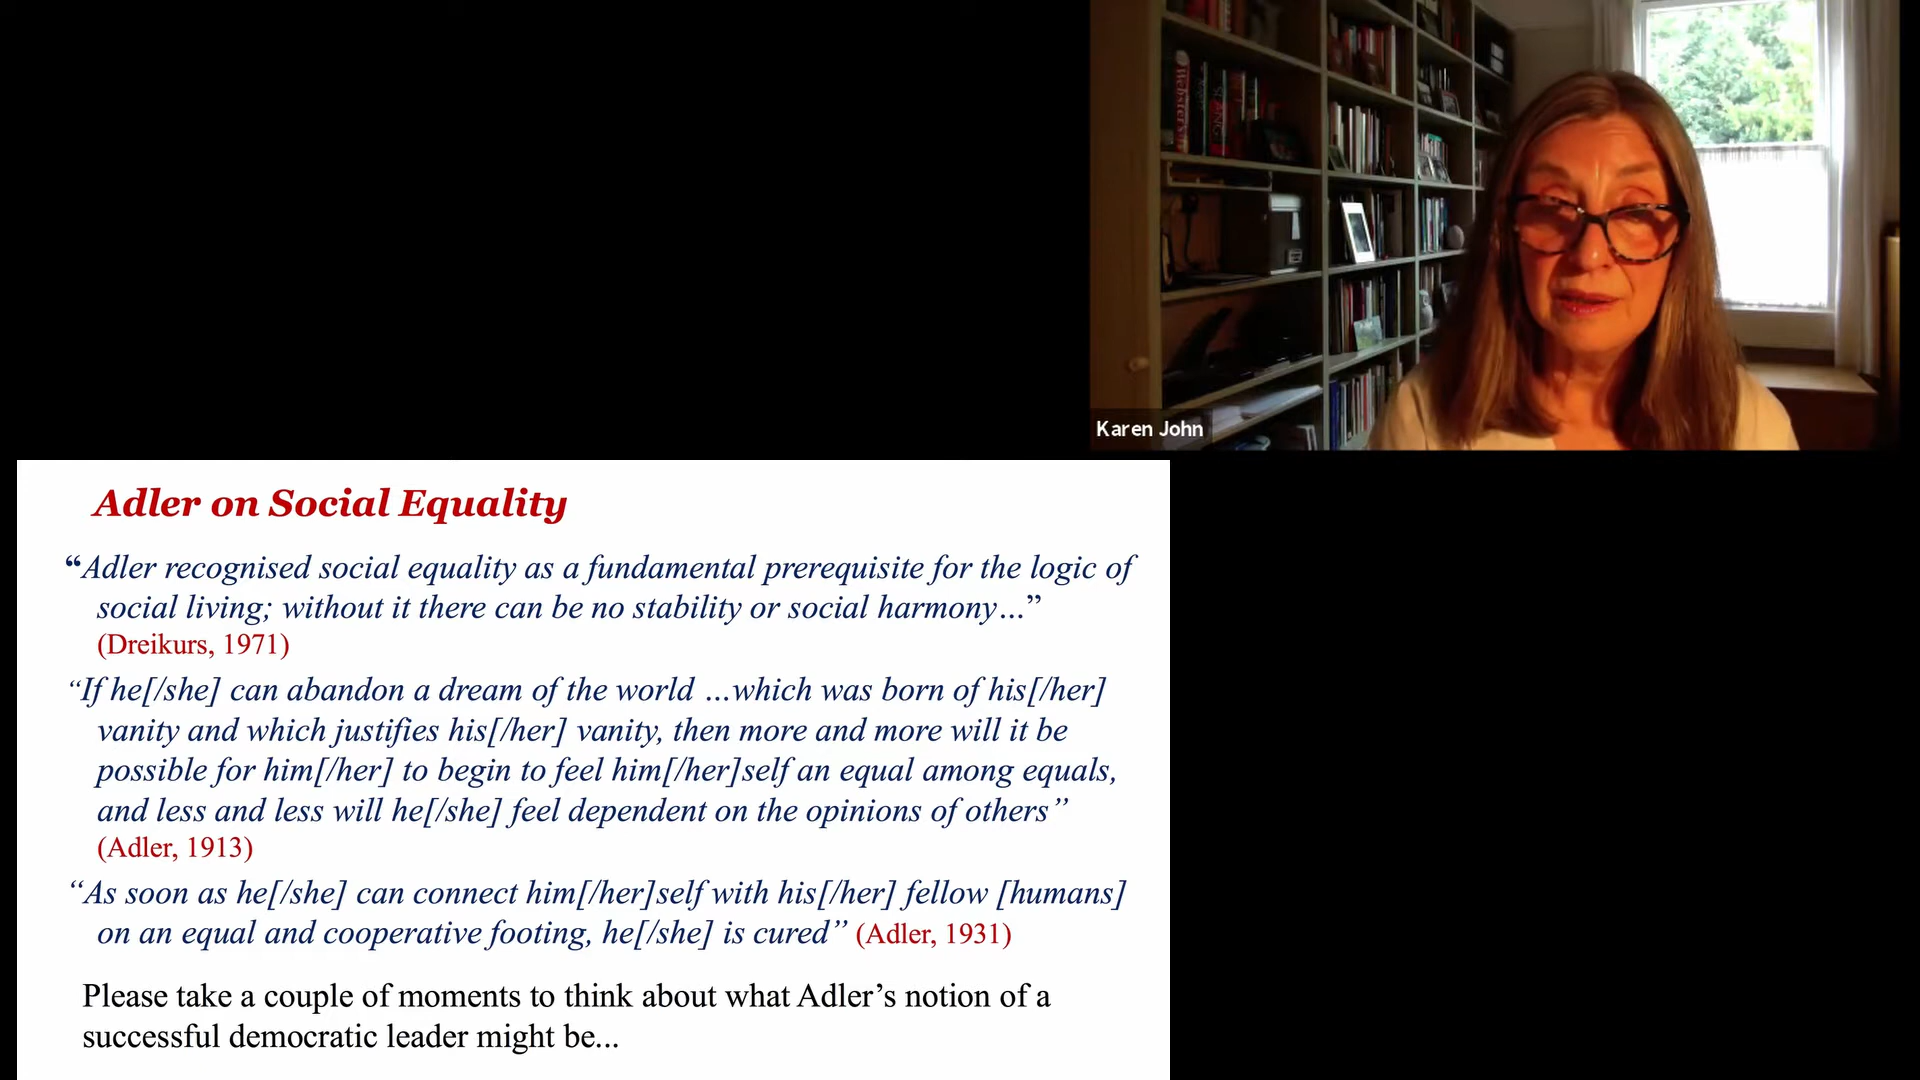 Webster's
Karen John
Adler on Social Equality
“Adler recognised social equality as a fundamental prerequisite for the logic of
social living; without it there can be no stability or social harmony…”
(Dreikurs, 1971)
“If he[/she] can abandon a dream of the world …which was born of his[/her]
vanity and which justifies his[/her] vanity, then more and more will it be
possible for him[/her] to begin to feel him[/her]self an equal among equals,
and less and less will he[/she] feel dependent on the opinions of others”
(Adler, 1913)
“As soon as he[/she] can connect him[/her]self with his[/her] fellow [humans]
on an equal and cooperative footing, he[/she] is cured” (Adler, 1931)
Please take a couple of moments to think about what Adler’s notion of a
successful democratic leader might be...